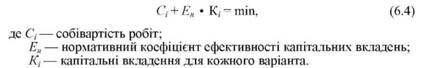 Cᵢ + Eₙ • Kᵢ = min, (6.4)
де Cᵢ — собівартість робіт;
Eₙ — нормативний коефіцієнт ефективності капітальних вкладень;
Kᵢ — капітальні вкладення для кожного варіанта.